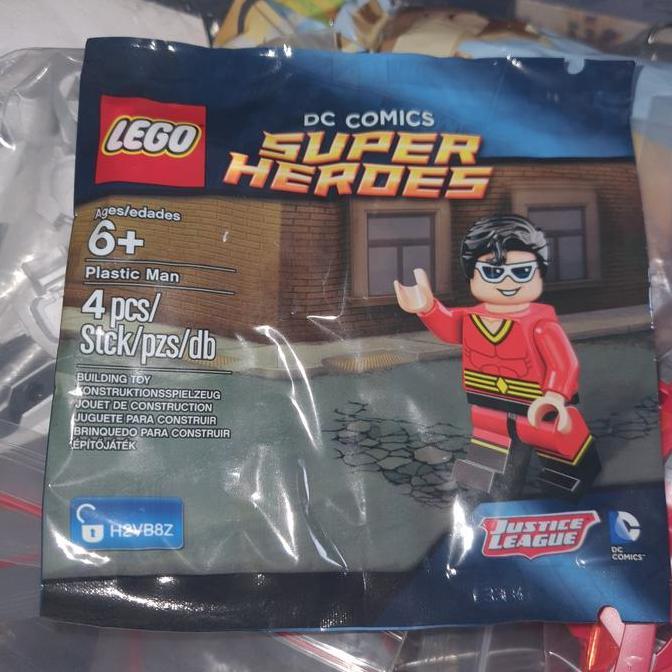 LEGO
DC COMICS
SUPER
HEROES
Ages/edades
6+
Plastic Man
4 pcs/
Stck/pzs/db
BUILDING TOY
KONSTRUKTIONSSPIELZEUG
JOUET DE CONSTRUCTION
JUGUETE PARA CONSTRUIR
BRINQUEDO PARA CONSTRUIR
ÉPÍTŐJÁTÉK
H2VB8Z
JUSTICE
LEAGUE
DC
COMICS™